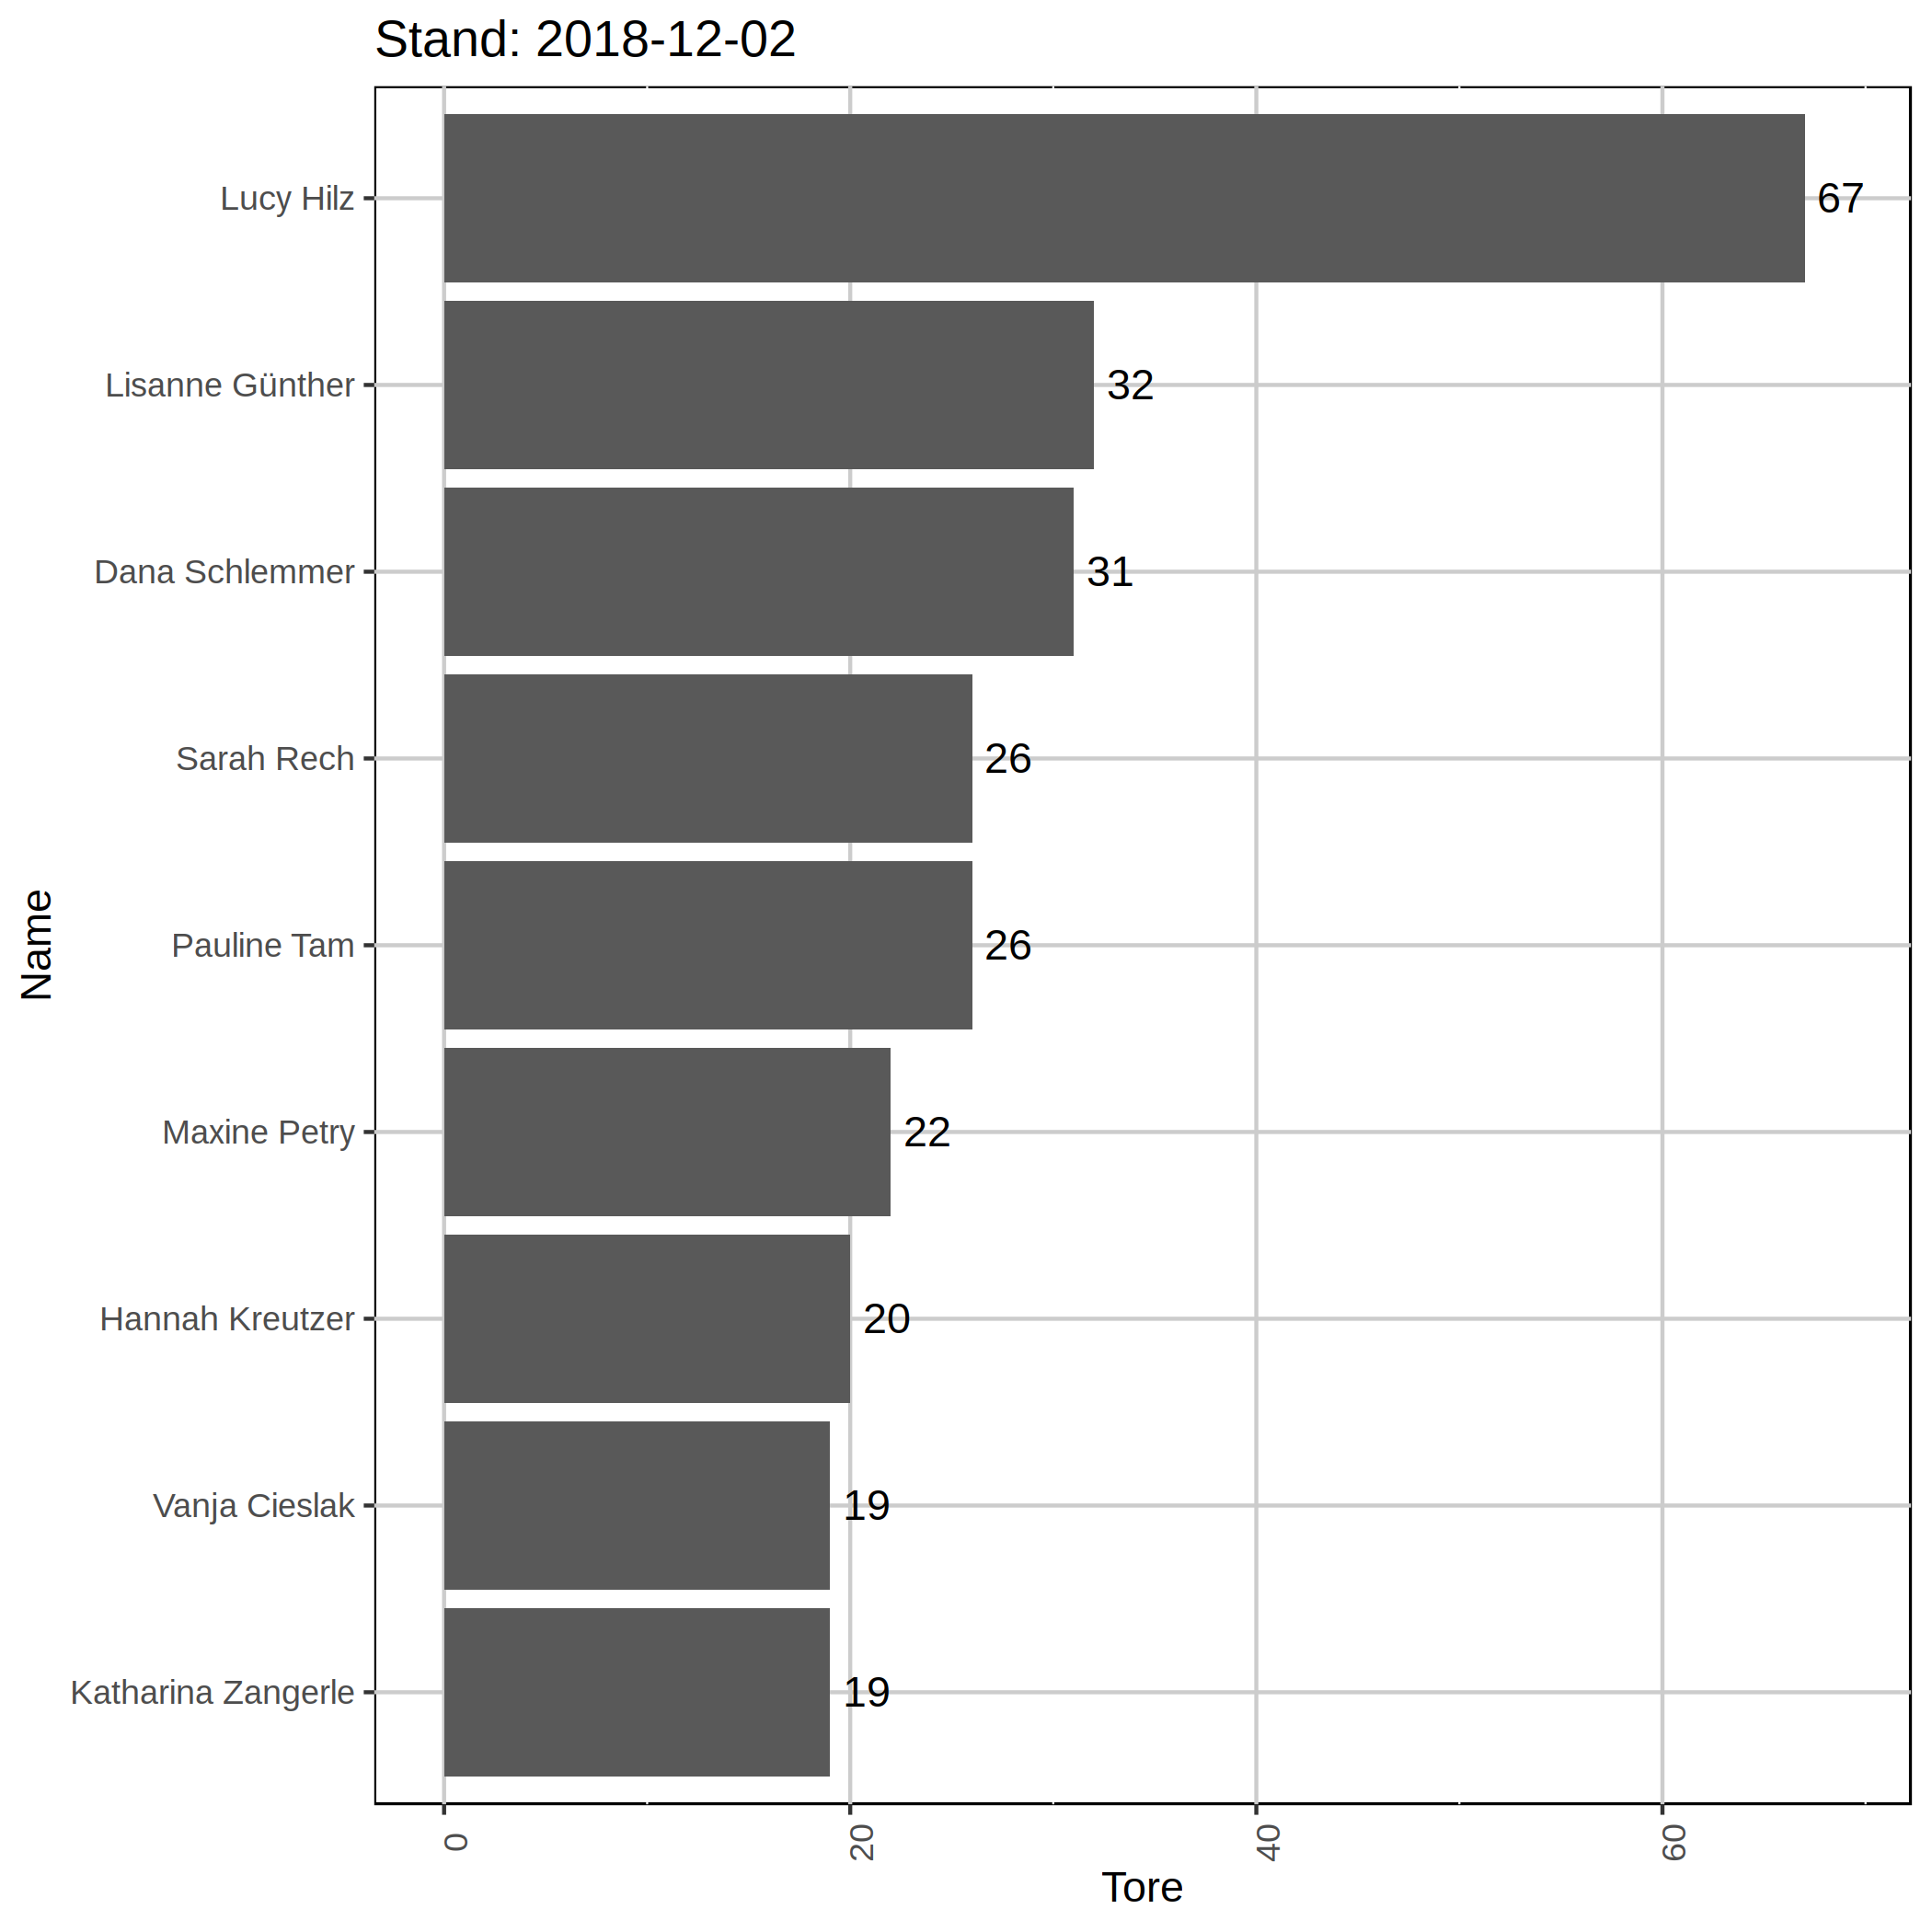 Stand: 2018-12-02
Lucy Hilz
67
Lisanne Günther
32
Dana Schlemmer
31
Sarah Rech
26
Pauline Tam
26
Maxine Petry
22
Hannah Kreutzer
20
Vanja Cieslak
19
Katharina Zangerle
19
Name
0
20
40
60
Tore